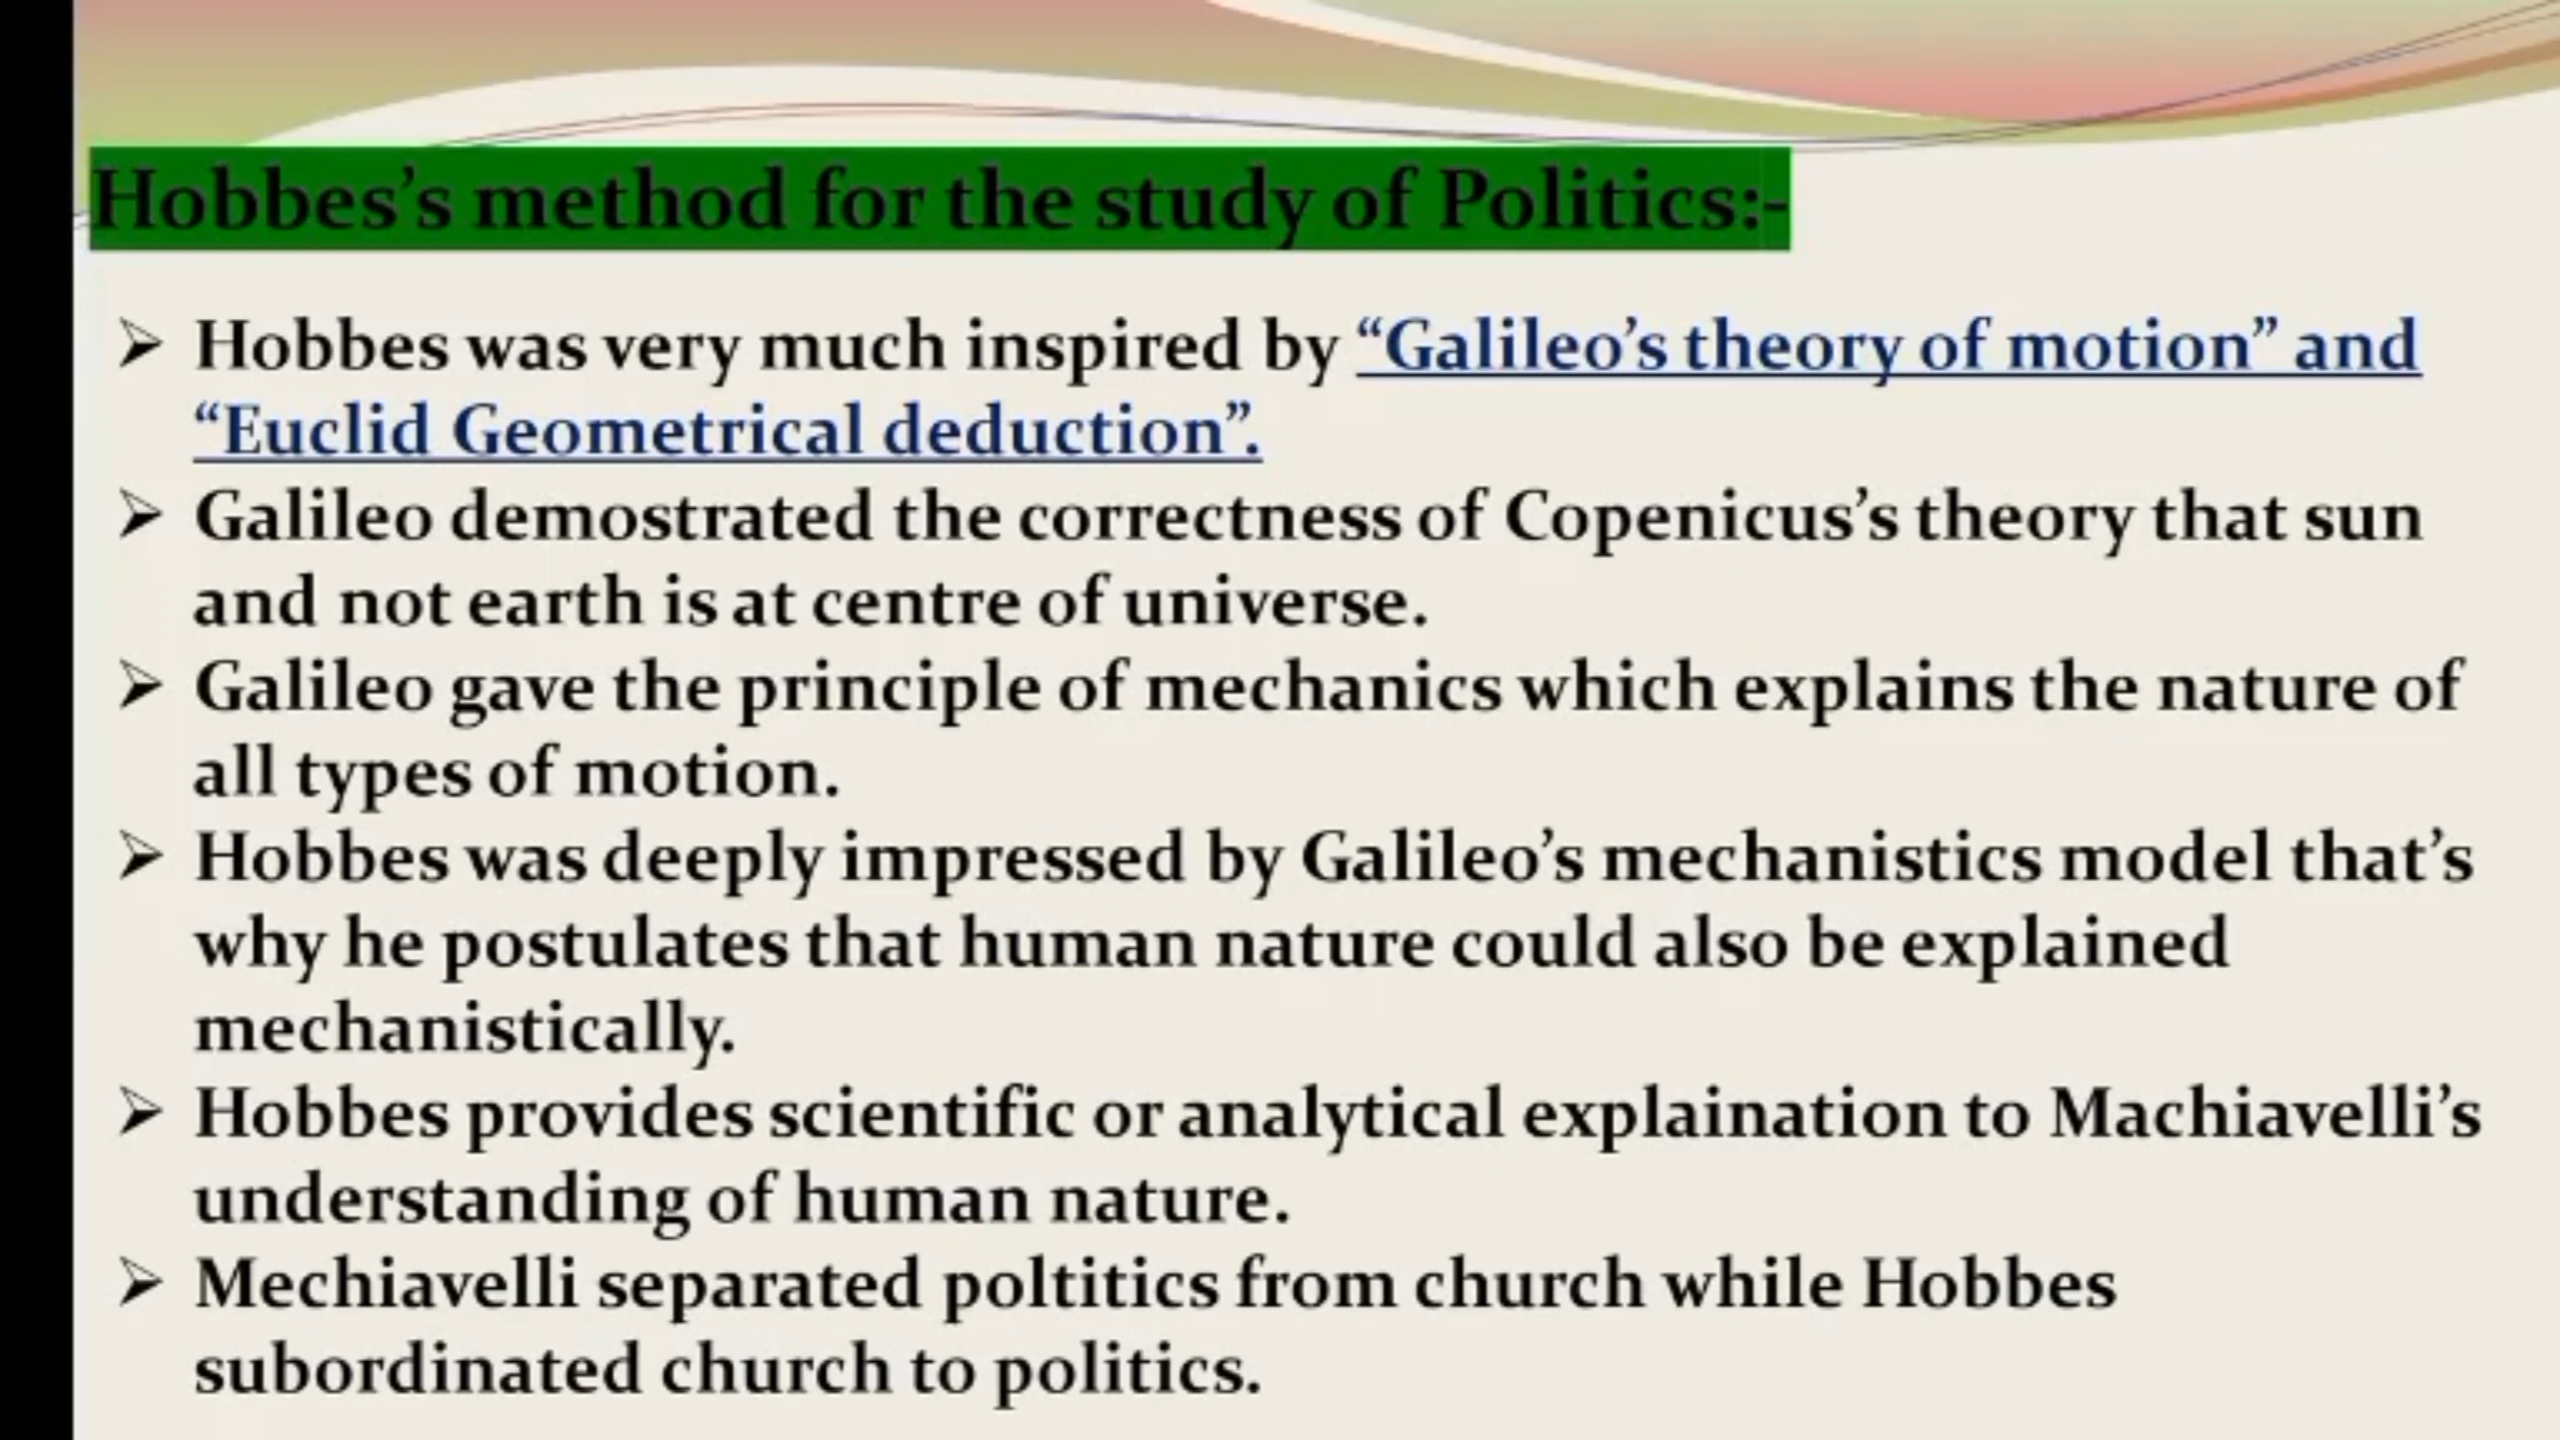 Hobbes’s method for the study of Politics:-
➢ Hobbes was very much inspired by “Galileo’s theory of motion” and
“Euclid Geometrical deduction”.
➢ Galileo demostrated the correctness of Copenicus’s theory that sun
and not earth is at centre of universe.
➢ Galileo gave the principle of mechanics which explains the nature of
all types of motion.
➢ Hobbes was deeply impressed by Galileo’s mechanistics model that’s
why he postulates that human nature could also be explained
mechanistically.
➢ Hobbes provides scientific or analytical explaination to Machiavelli’s
understanding of human nature.
➢ Mechiavelli separated poltitics from church while Hobbes
subordinated church to politics.